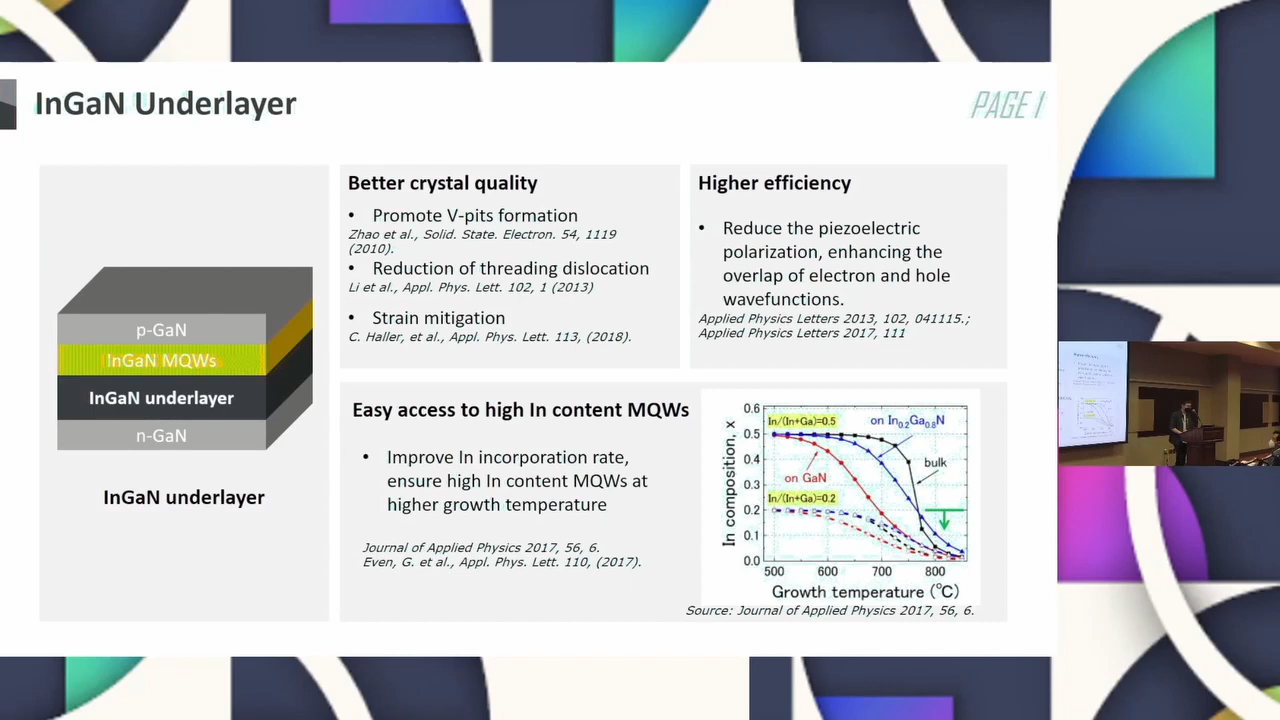 InGaN Underlayer
PAGE 1
p-GaN
InGaN MQWs
InGaN underlayer
n-GaN
InGaN underlayer
Better crystal quality
• Promote V-pits formation
Zhao et al., Solid. State. Electron. 54, 1119
(2010).
• Reduction of threading dislocation
Li et al., Appl. Phys. Lett. 102, 1 (2013)
• Strain mitigation
C. Haller, et al., Appl. Phys. Lett. 113, (2018).
Higher efficiency
• Reduce the piezoelectric
polarization, enhancing the
overlap of electron and hole
wavefunctions.
Applied Physics Letters 2013, 102, 041115.;
Applied Physics Letters 2017, 111
Easy access to high In content MQWs
• Improve In incorporation rate,
ensure high In content MQWs at
higher growth temperature
Journal of Applied Physics 2017, 56, 6.
Even, G. et al., Appl. Phys. Lett. 110, (2017).
In composition, x
0.6
0.5
0.4
0.3
0.2
0.1
0.0
In/(In+Ga)=0.5
on In0.2Ga0.8N
bulk
on GaN
In/(In+Ga)=0.2
500 600 700 800
Growth temperature (℃)
Source: Journal of Applied Physics 2017, 56, 6.